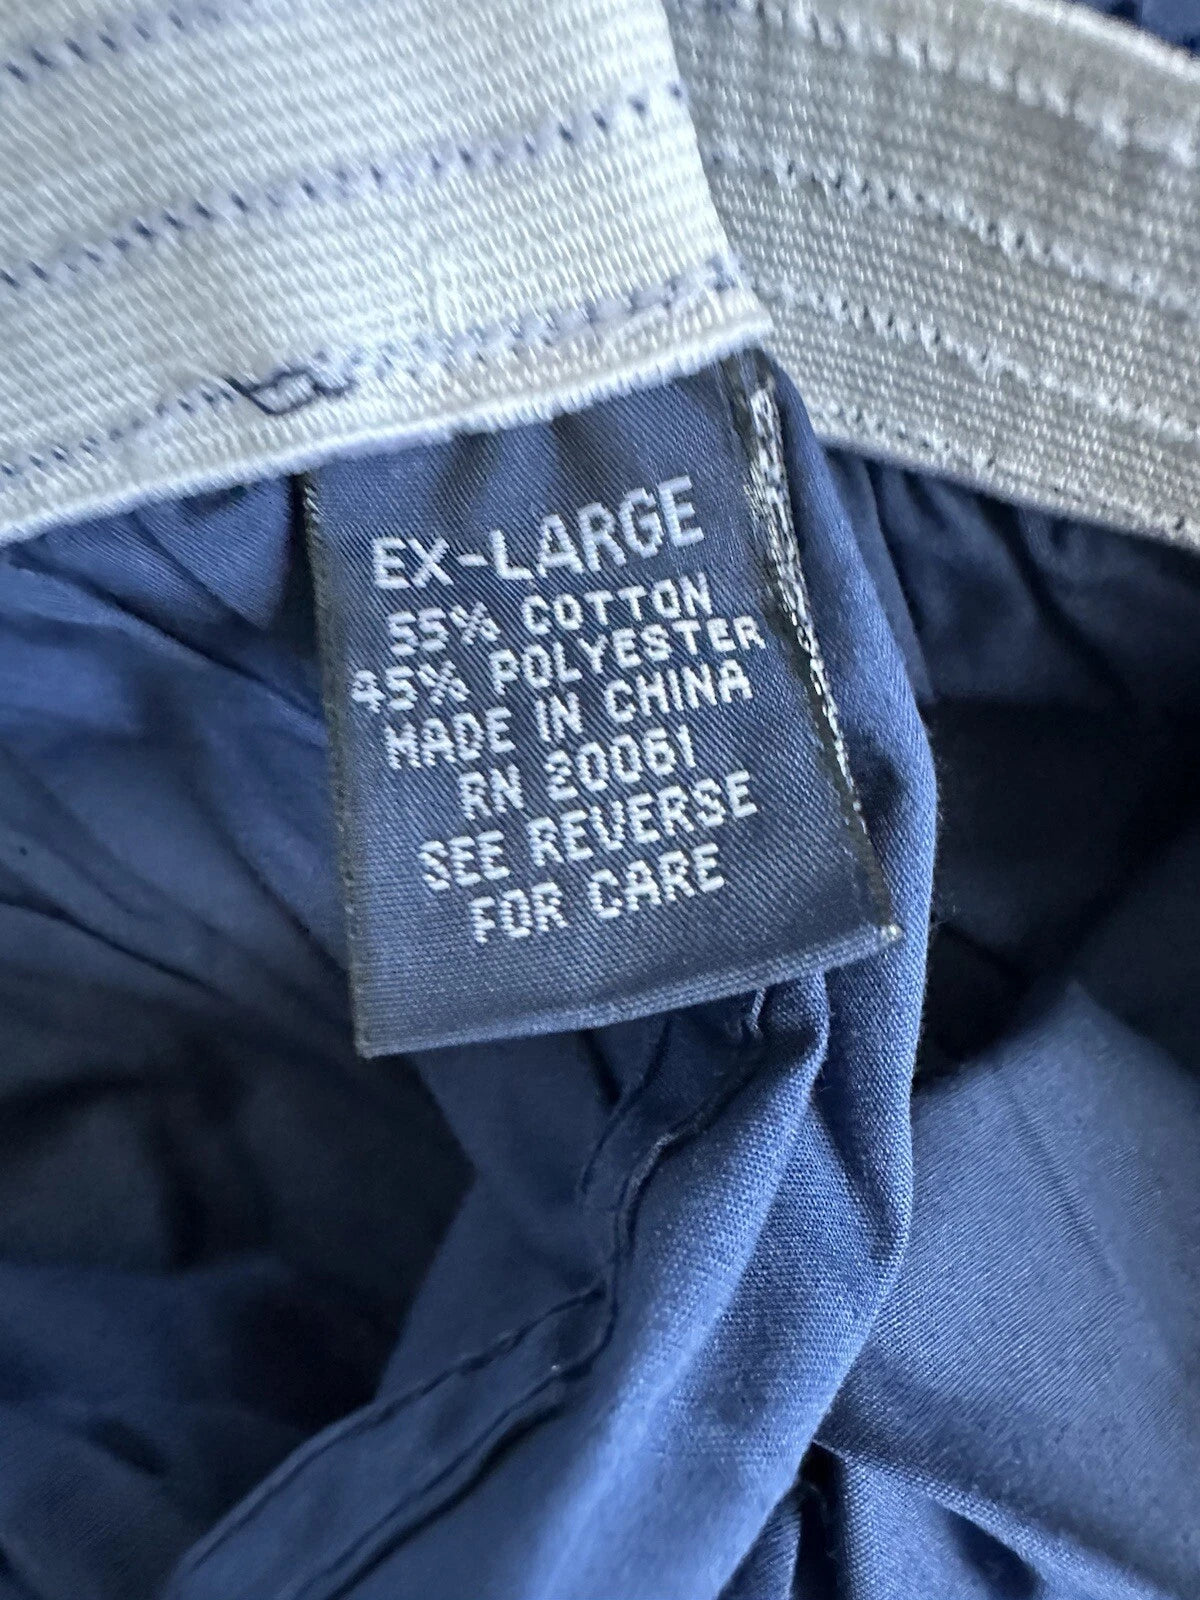 EX-LARGE
55% COTTON
45% POLYESTER
MADE IN CHINA
RN 20061
SEE REVERSE
FOR CARE